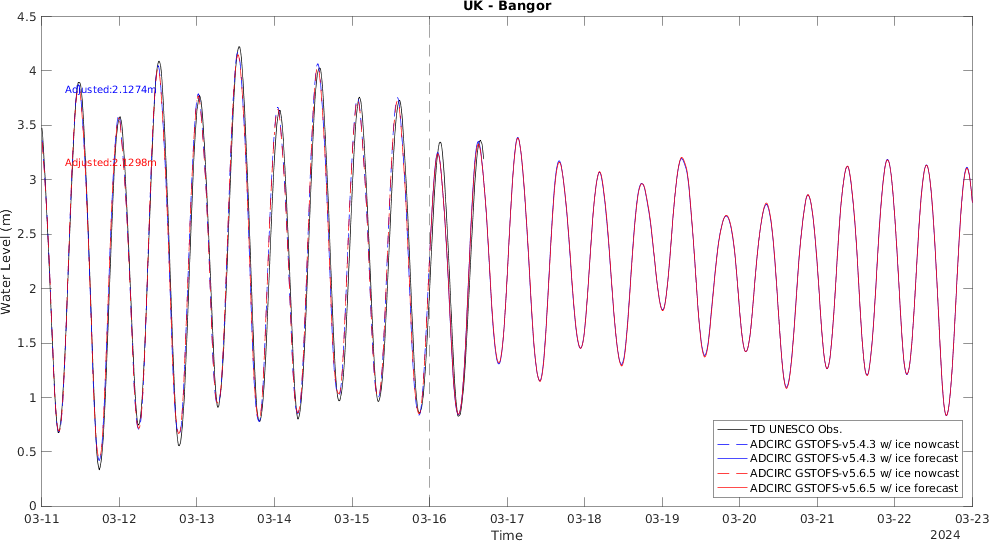 UK - Bangor
4.5
4
3.5
3
2.5
2
1.5
1
0.5
0
Water Level (m)
Adjusted:2.1274m
Adjusted:2.1298m
TD UNESCO Obs.
ADCIRC GSTOFS-v5.4.3 w/ ice nowcast
ADCIRC GSTOFS-v5.4.3 w/ ice forecast
ADCIRC GSTOFS-v5.6.5 w/ ice nowcast
ADCIRC GSTOFS-v5.6.5 w/ ice forecast
03-11 03-12 03-13 03-14 03-15 03-16 03-17 03-18 03-19 03-20 03-21 03-22 03-23
Time
2024